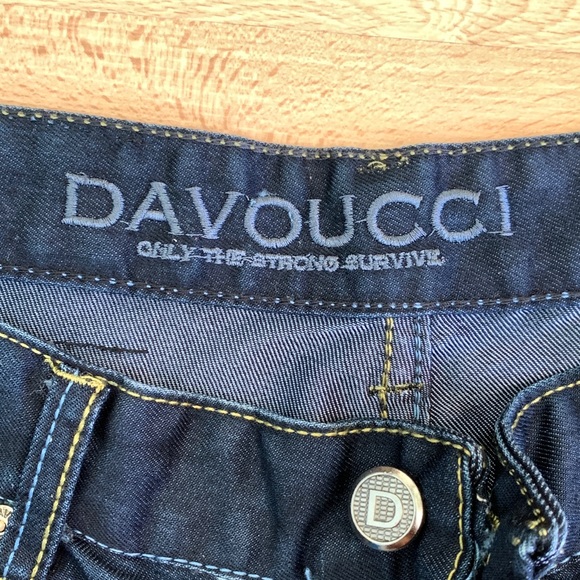 DAVOUCCI
ONLY THE STRONG SURVIVE
D